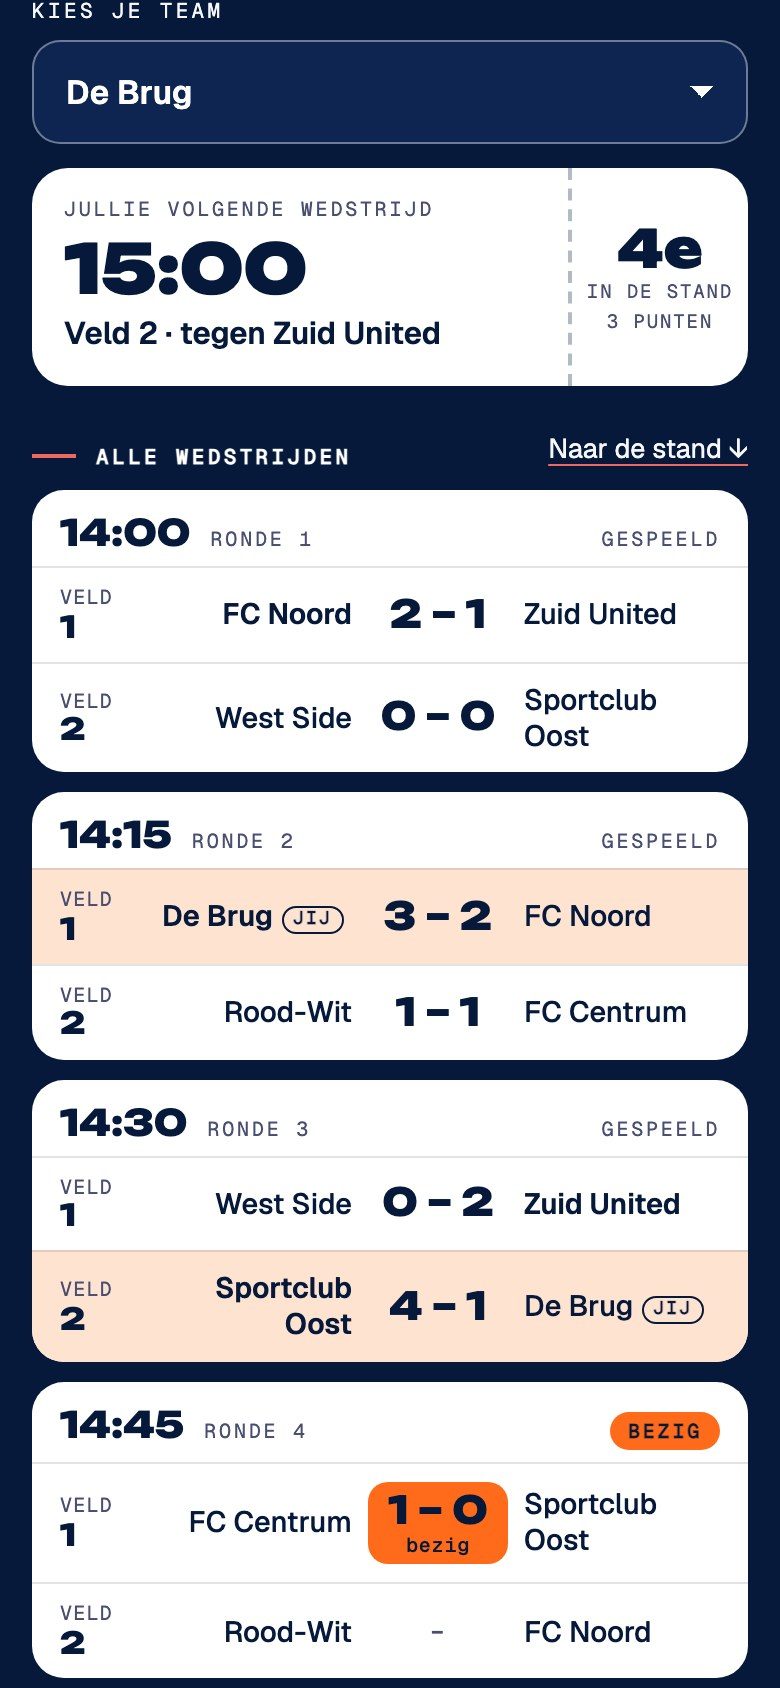 KIES JE TEAM
De Brug
JULLIE VOLGENDE WEDSTRIJD
15:00
Veld 2 · tegen Zuid United
4e
IN DE STAND
3 PUNTEN
ALLE WEDSTRIJDEN
Naar de stand ↓
14:00 RONDE 1 GESPEELD
VELD
1
FC Noord 2 – 1 Zuid United
VELD
2
West Side 0 – 0 Sportclub
Oost
14:15 RONDE 2 GESPEELD
VELD
1
De Brug JIJ 3 – 2 FC Noord
VELD
2
Rood-Wit 1 – 1 FC Centrum
14:30 RONDE 3 GESPEELD
VELD
1
West Side 0 – 2 Zuid United
VELD
2
Sportclub
Oost
4 – 1 De Brug JIJ
14:45 RONDE 4 BEZIG
VELD
1
FC Centrum 1 – 0
bezig
Sportclub
Oost
VELD
2
Rood-Wit – FC Noord